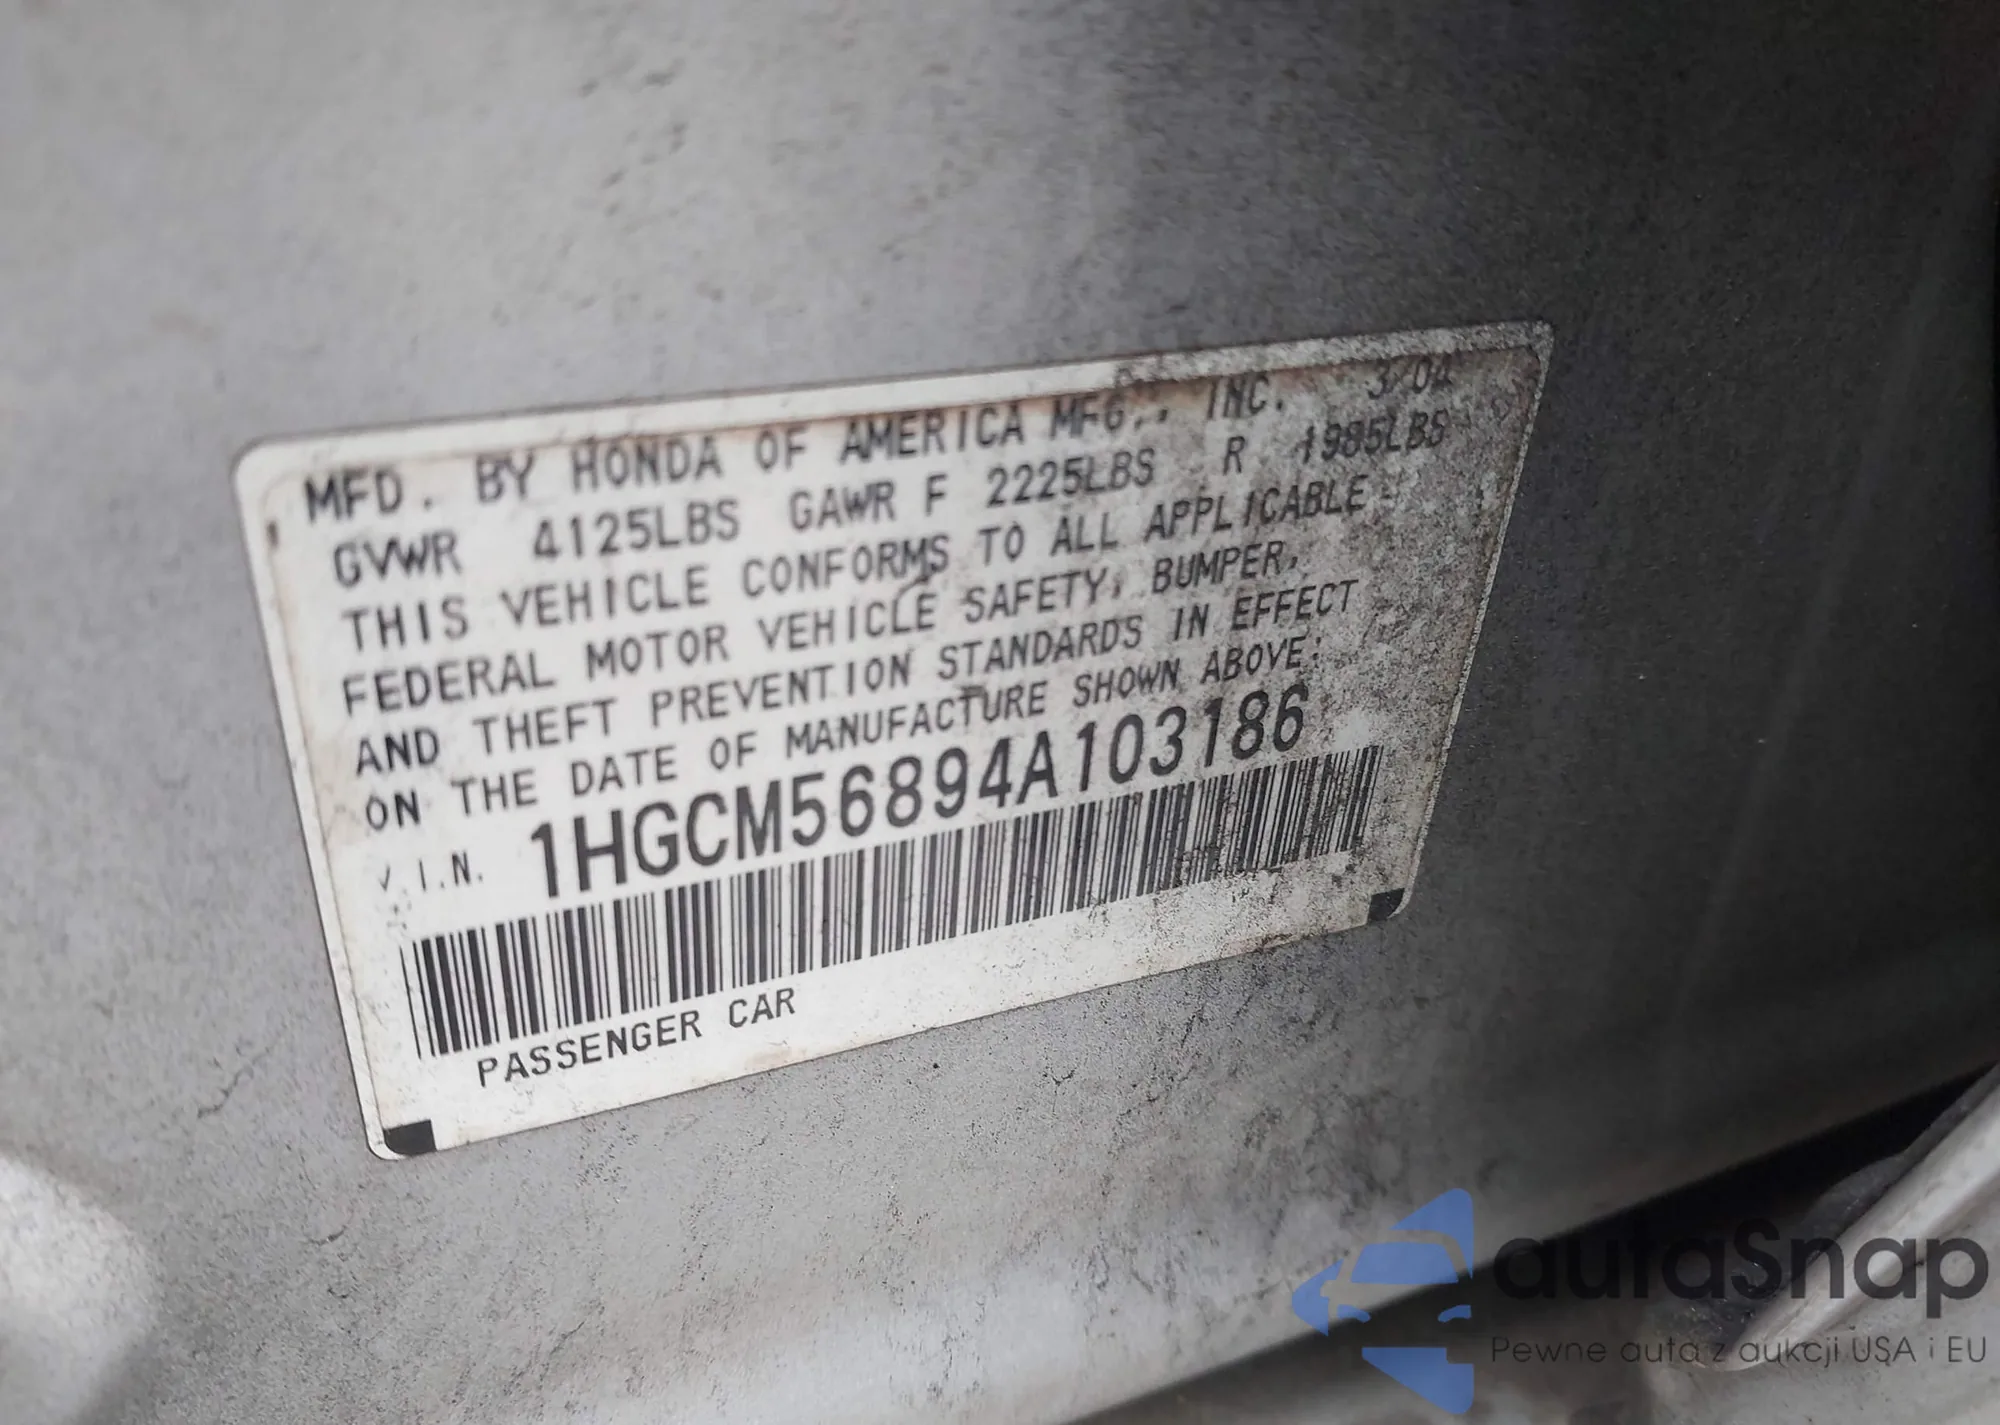 MFD. BY HONDA OF AMERICA MFG., INC. 3/04
GVWR 4125LBS GAWR F 2225LBS R 1985LBS
THIS VEHICLE CONFORMS TO ALL APPLICABLE
FEDERAL MOTOR VEHICLE SAFETY, BUMPER,
AND THEFT PREVENTION STANDARDS IN EFFECT
ON THE DATE OF MANUFACTURE SHOWN ABOVE:
V.I.N. 1HGCM56894A103186
PASSENGER CAR
autaSnap
Pewne auta z aukcji USA i EU